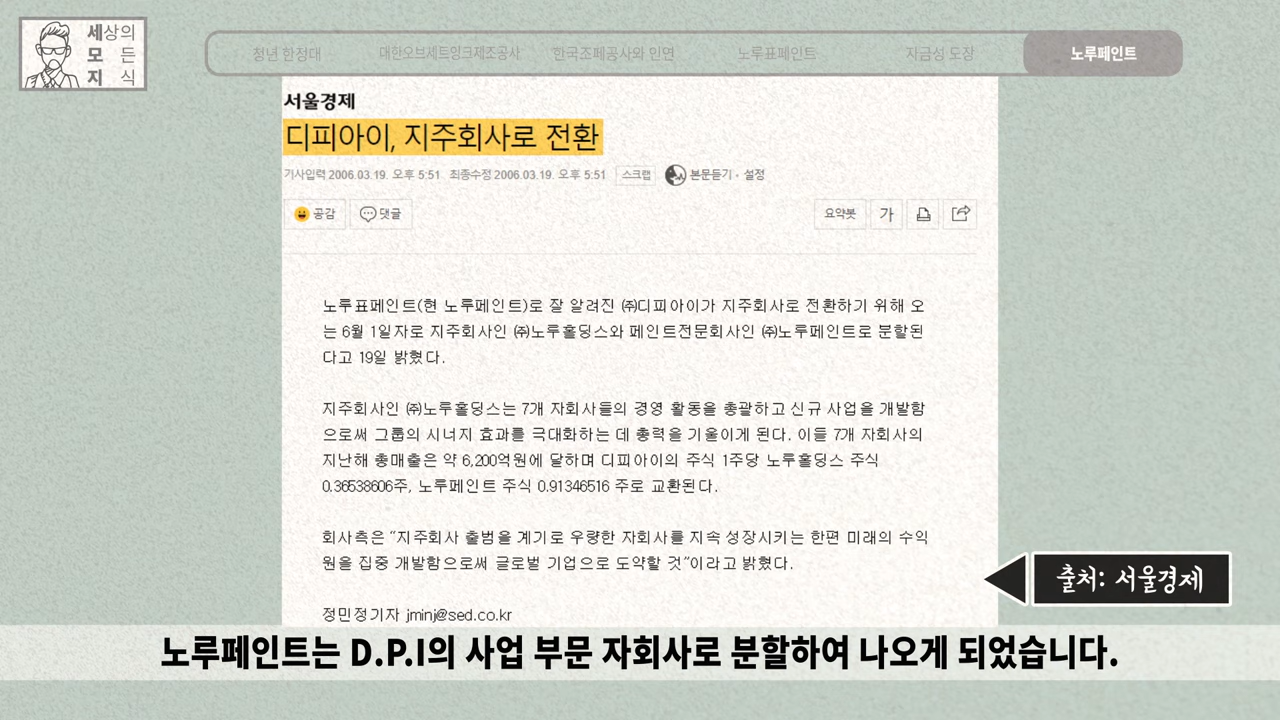 세상의
모든
지식
청년 한정대
대한오브세트잉크제조공사
한국조폐공사와 인연
노루표페인트
지금성 도장
노루페인트
서울경제
디피아이, 지주회사로 전환
기사입력 2006.03.19. 오후 5:51 최종수정 2006.03.19. 오후 5:51 스크랩 본문듣기 · 설정
공감 댓글 요약봇 가
노루표페인트(현 노루페인트)로 잘 알려진 ㈜디피아이가 지주회사로 전환하기 위해 오
는 6월 1일자로 지주회사인 ㈜노루홀딩스와 페인트전문회사인 ㈜노루페인트로 분할된
다고 19일 밝혔다.
지주회사인 ㈜노루홀딩스는 7개 자회사들의 경영 활동을 총괄하고 신규 사업을 개발함
으로써 그룹의 시너지 효과를 극대화하는 데 총력을 기울이게 된다. 이들 7개 자회사의
지난해 총매출은 약 6,200억원에 달하며 디피아이의 주식 1주당 노루홀딩스 주식
0.36538606주, 노루페인트 주식 0.91346516 주로 교환된다.
회사측은 “지주회사 출범을 계기로 우량한 자회사를 지속 성장시키는 한편 미래의 수익
원을 집중 개발함으로써 글로벌 기업으로 도약할 것”이라고 밝혔다.
정민정기자 jminj@sed.co.kr
출처: 서울경제
노루페인트는 D.P.I의 사업 부문 자회사로 분할하여 나오게 되었습니다.